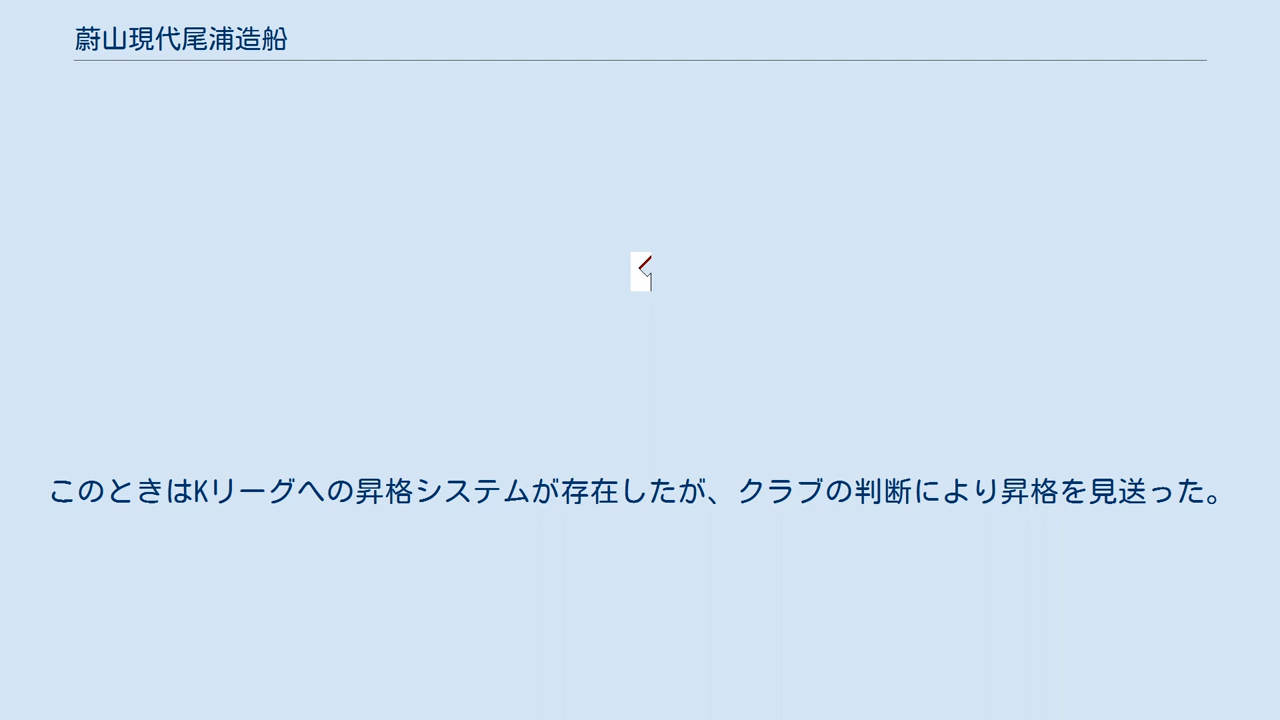 蔚山現代尾浦造船
このときはKリーグへの昇格システムが存在したが、クラブの判断により昇格を見送った。